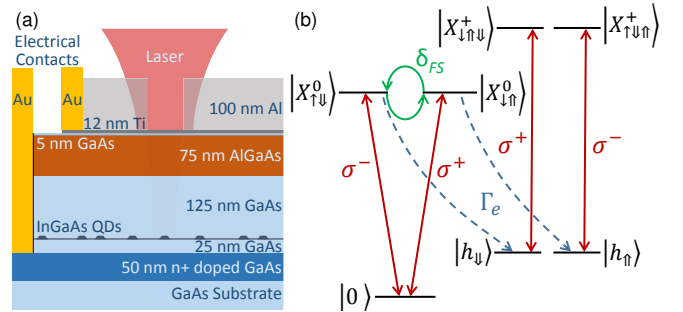 (a)
Electrical
Contacts
Laser
Au
Au
100 nm Al
12 nm Ti
5 nm GaAs
75 nm AlGaAs
125 nm GaAs
InGaAs QDs
25 nm GaAs
50 nm n+ doped GaAs
GaAs Substrate
(b)
|X⁺↓⇑⇓⟩ |X⁺↑⇓⇑⟩
δFS
|X⁰↑⇓⟩ |X⁰↓⇑⟩
σ⁻ σ⁺ Γe σ⁺ σ⁻
|h⇓⟩ |h⇑⟩
|0⟩